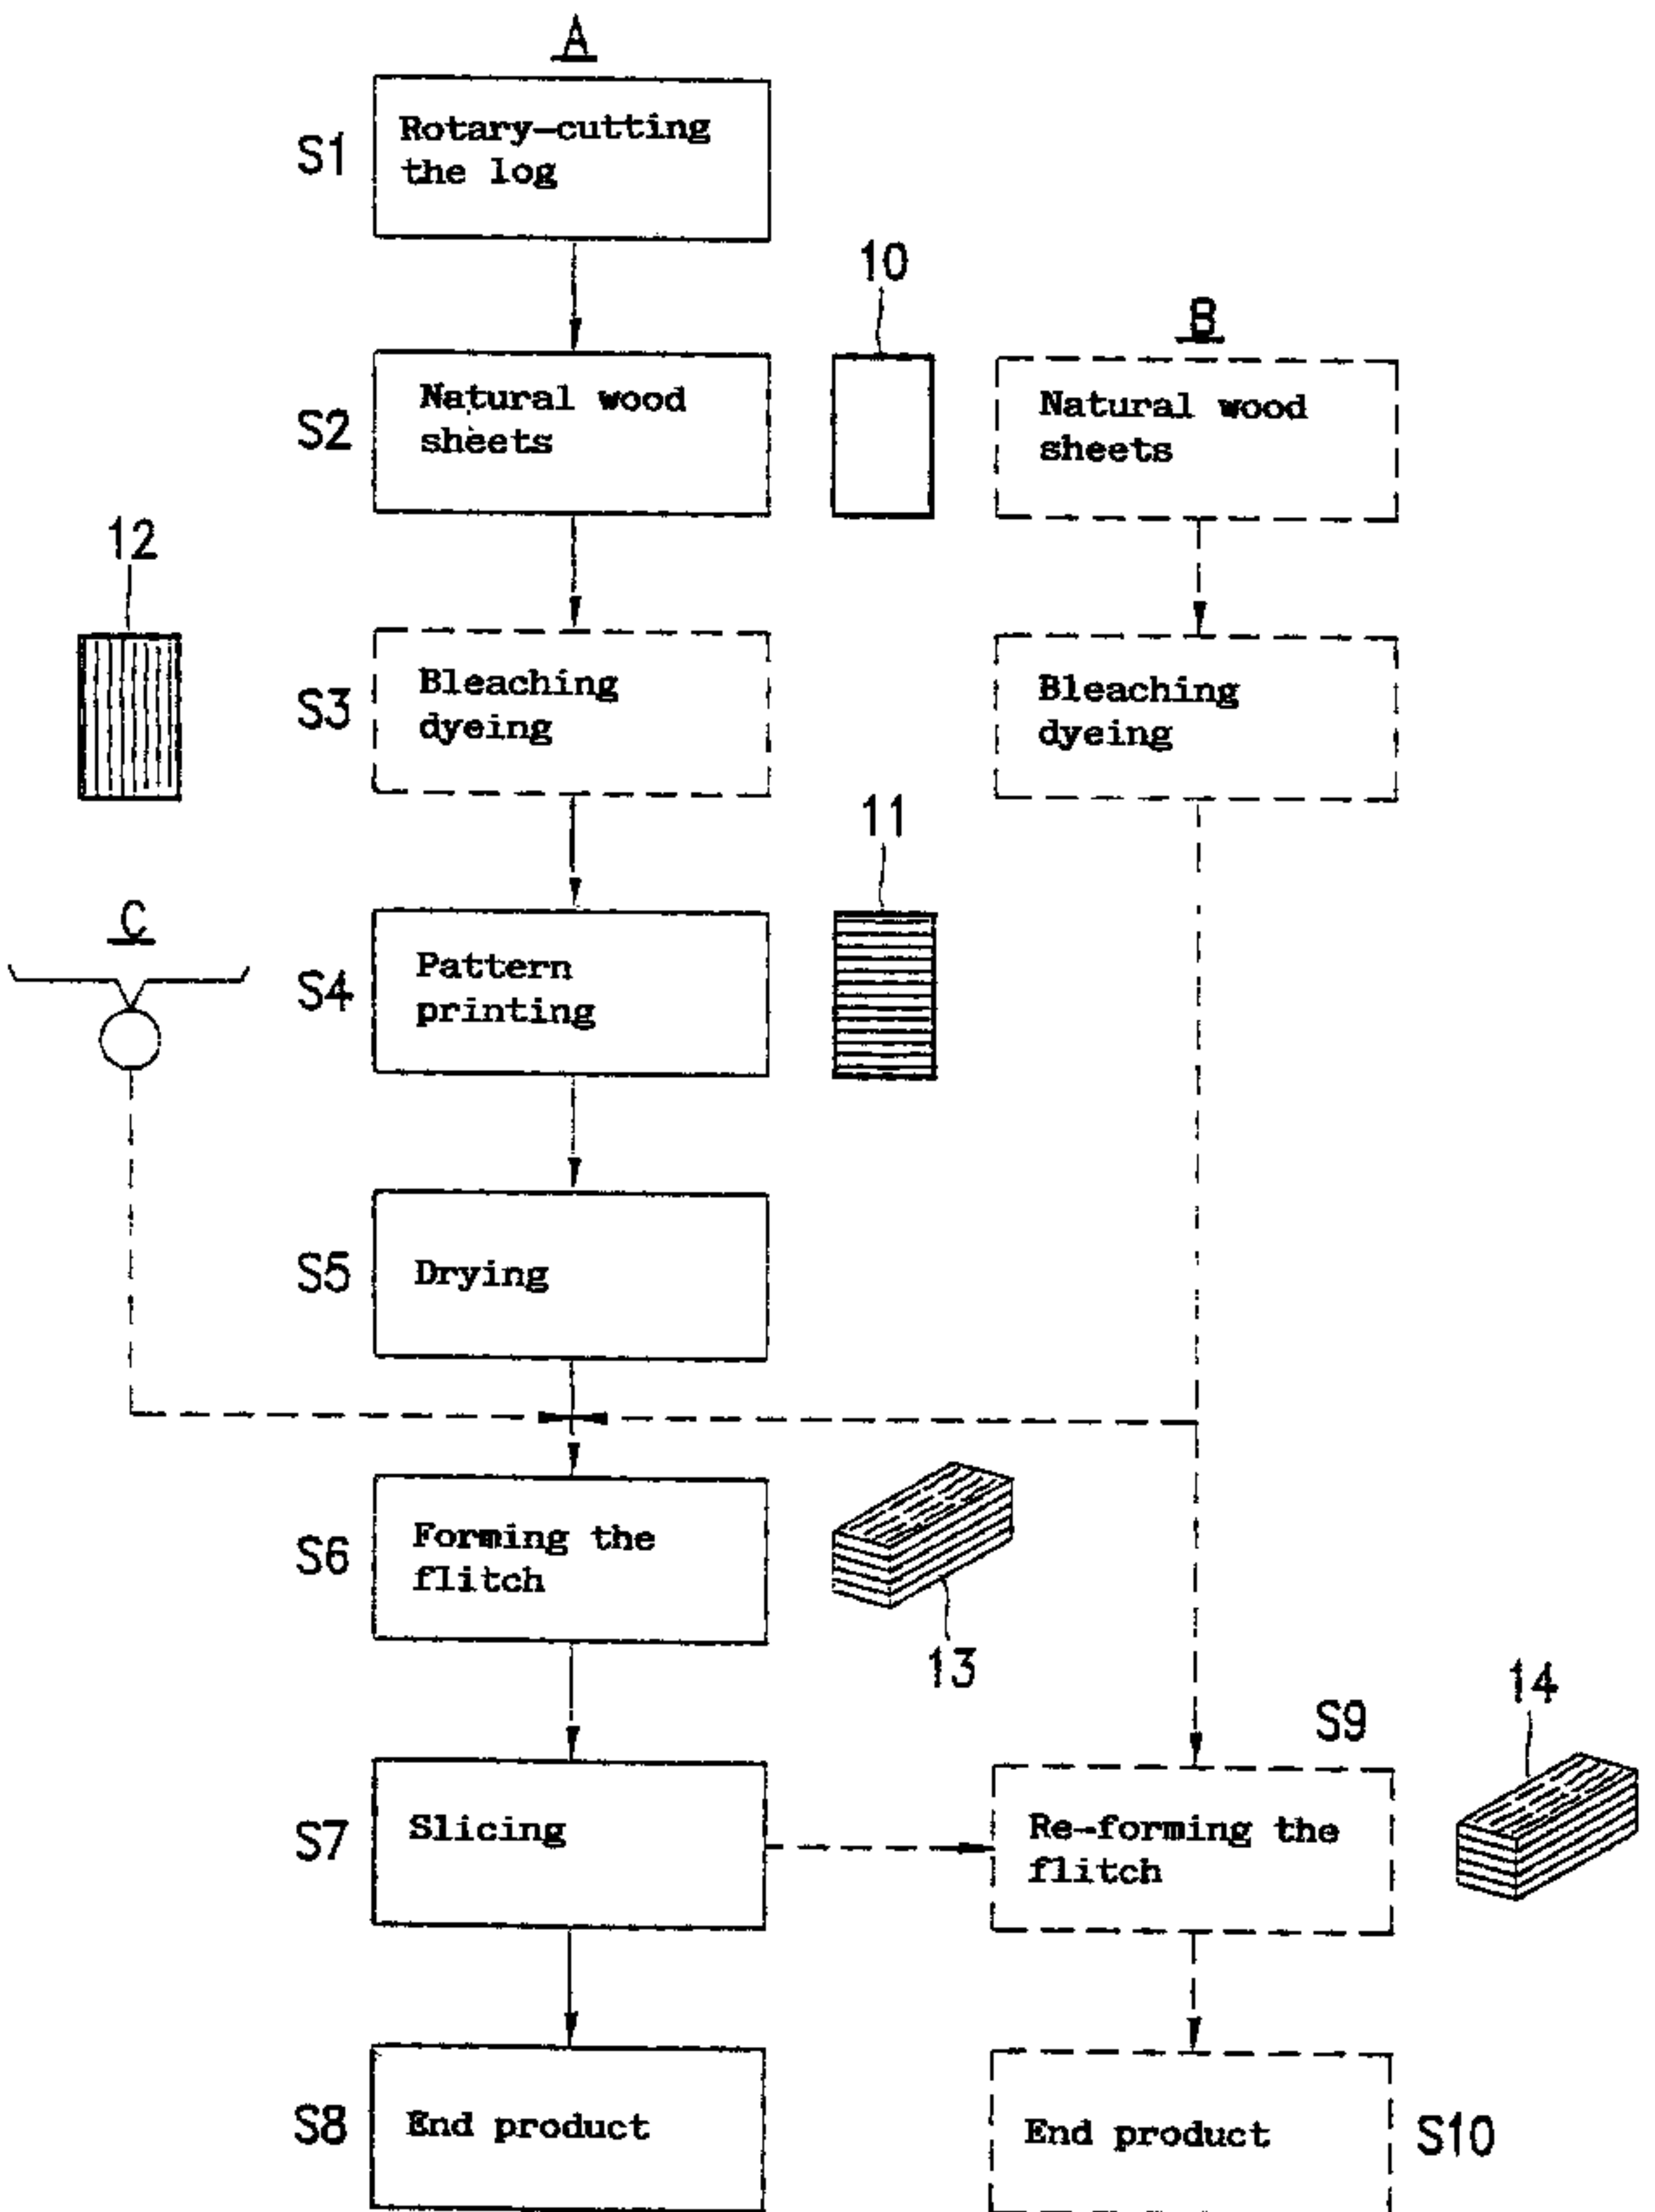 A
S1
Rotary-cutting
the log
10
B
S2
Natural wood
sheets
Natural wood
sheets
12
S3
Bleaching
dyeing
Bleaching
dyeing
11
C
S4
Pattern
printing
S5
Drying
S6
Forming the
flitch
13
14
S9
S7
Slicing
Re-forming the
flitch
S8
End product
End product
S10